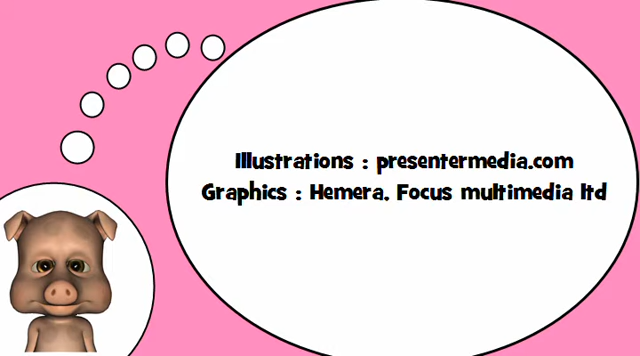 Illustrations : presentermedia.com
Graphics : Hemera. Focus multimedia ltd